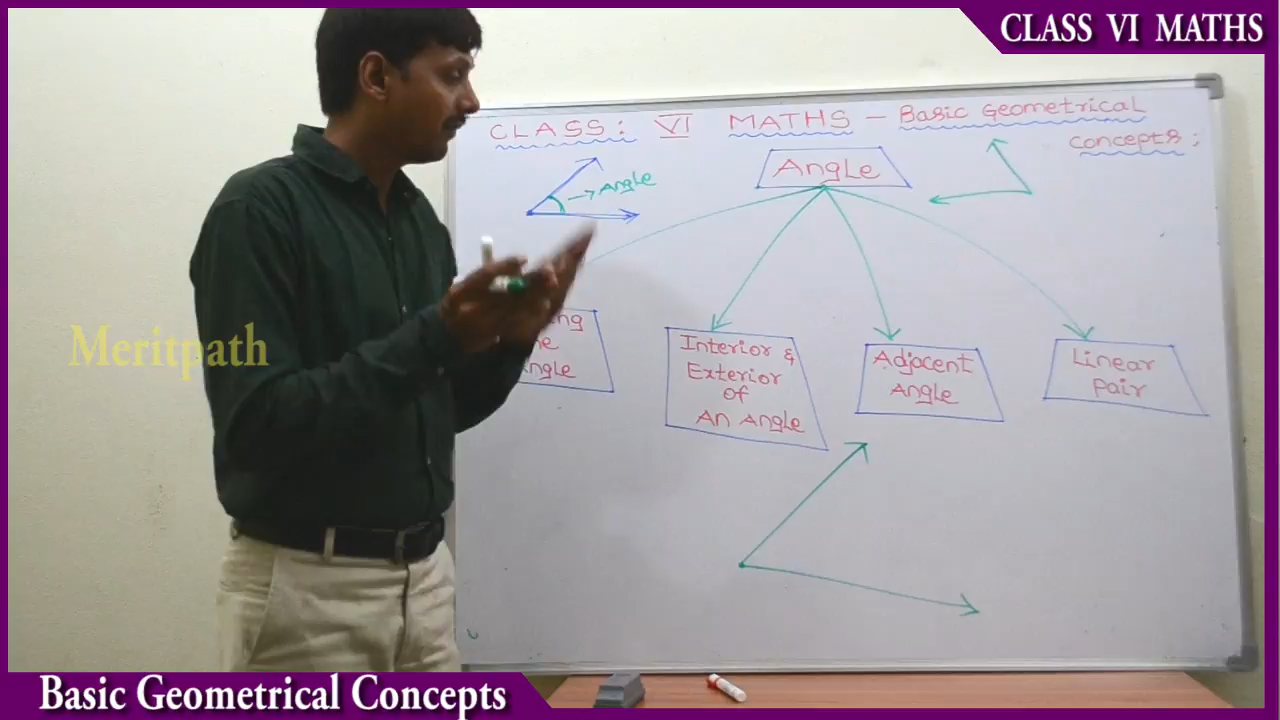 CLASS VI MATHS
CLASS: VI MATHS - Basic Geometrical
concepts:
Angle
Angle
Interior &
Exterior
of
An Angle
Adjacent
Angle
Linear
pair
Meritpath
Basic Geometrical Concepts